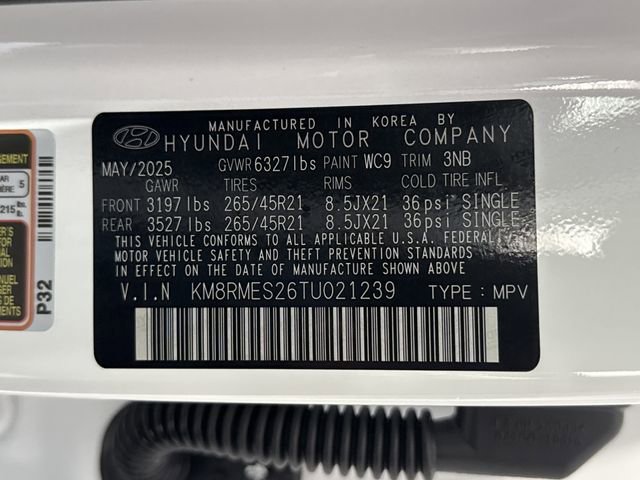 MANUFACTURED IN KOREA BY
HYUNDAI MOTOR COMPANY
MAY/2025 GVWR 6327lbs PAINT WC9 TRIM 3NB
GAWR TIRES RIMS COLD TIRE INFL.
FRONT 3197lbs 265/45R21 8.5JX21 36psi SINGLE
REAR 3527lbs 265/45R21 8.5JX21 36psi SINGLE
THIS VEHICLE CONFORMS TO ALL APPLICABLE U.S.A. FEDERAL
MOTOR VEHICLE SAFETY AND THEFT PREVENTION STANDARDS
IN EFFECT ON THE DATE OF MANUFACTURE SHOWN ABOVE.
V.I.N KM8RMES26TU021239 TYPE : MPV
5
215
P32